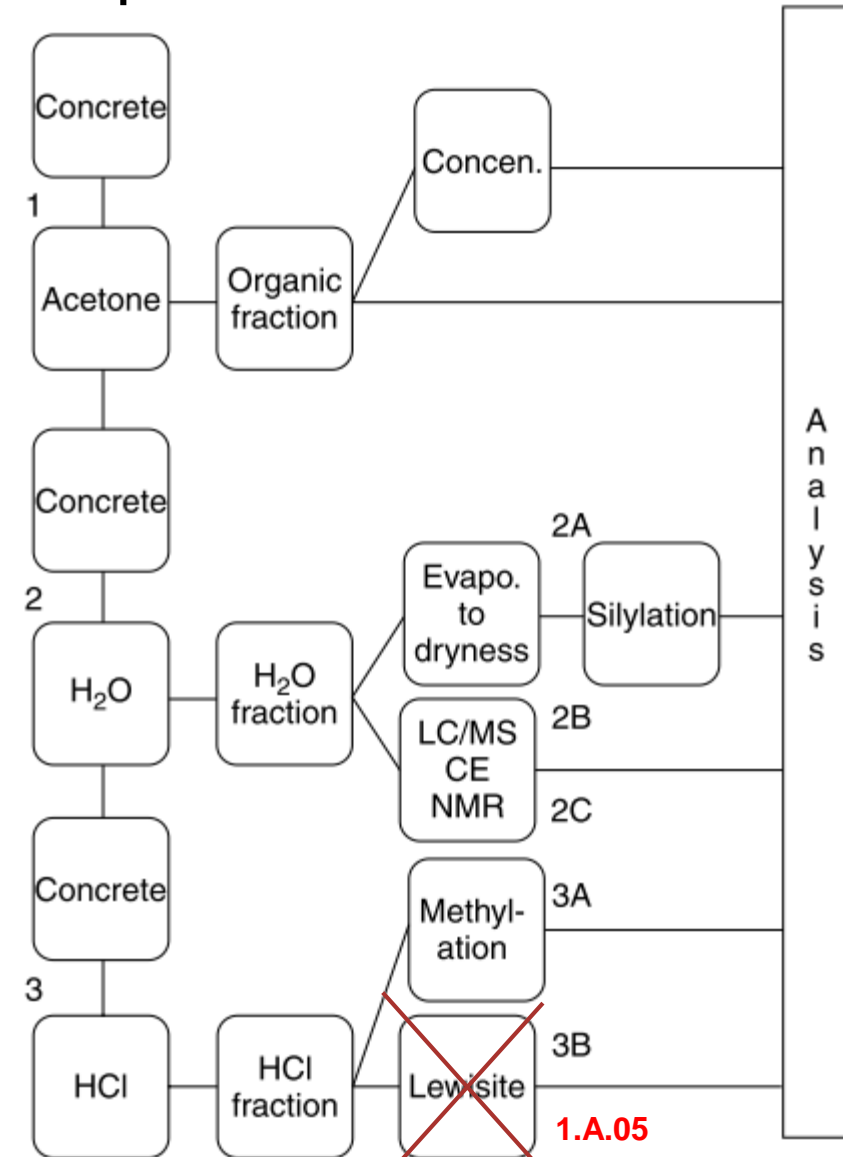 Concrete
Concen.
1
Acetone
Organic
fraction
Concrete
2
H₂O
H₂O
fraction
Evapo.
to
dryness
2A
Silylation
LC/MS
CE
NMR
2B
2C
Concrete
3
HCl
HCl
fraction
Methyl-
ation
3A
Lewisite
3B
1.A.05
Analysis